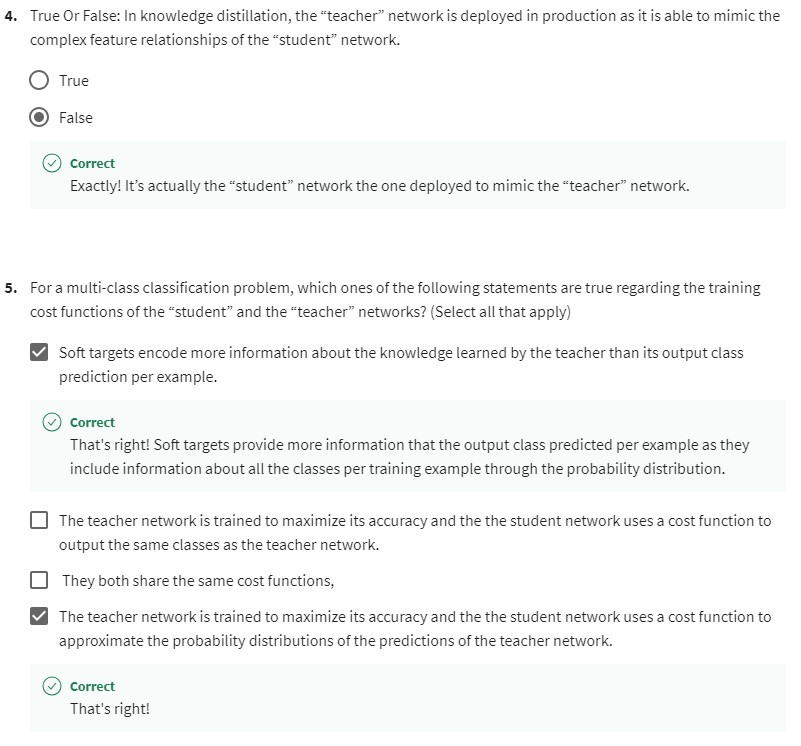 4. True Or False: In knowledge distillation, the “teacher” network is deployed in production as it is able to mimic the
complex feature relationships of the “student” network.
True
False
Correct
Exactly! It’s actually the “student” network the one deployed to mimic the “teacher” network.
5. For a multi-class classification problem, which ones of the following statements are true regarding the training
cost functions of the “student” and the “teacher” networks? (Select all that apply)
Soft targets encode more information about the knowledge learned by the teacher than its output class
prediction per example.
Correct
That's right! Soft targets provide more information that the output class predicted per example as they
include information about all the classes per training example through the probability distribution.
The teacher network is trained to maximize its accuracy and the the student network uses a cost function to
output the same classes as the teacher network.
They both share the same cost functions,
The teacher network is trained to maximize its accuracy and the the student network uses a cost function to
approximate the probability distributions of the predictions of the teacher network.
Correct
That's right!